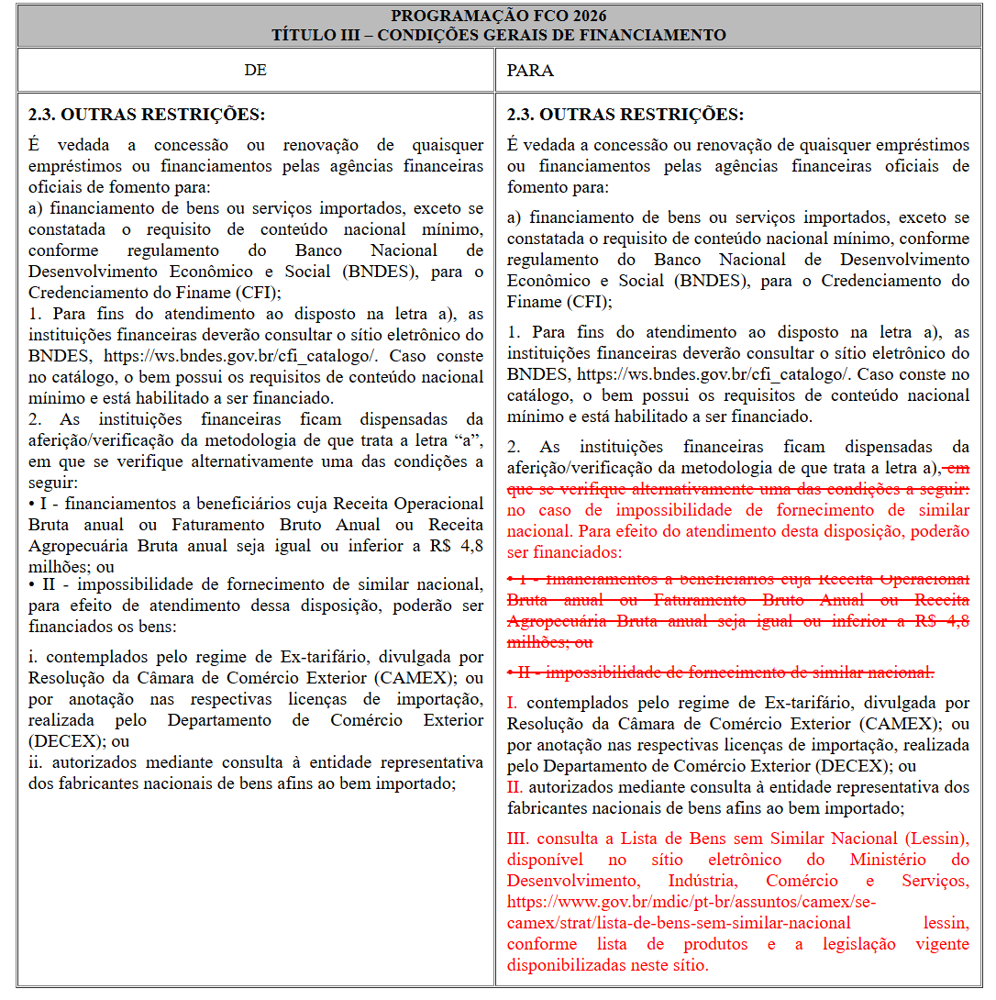 PROGRAMAÇÃO FCO 2026
TÍTULO III – CONDIÇÕES GERAIS DE FINANCIAMENTO
DE
PARA
2.3. OUTRAS RESTRIÇÕES:
É vedada a concessão ou renovação de quaisquer
empréstimos ou financiamentos pelas agências financeiras
oficiais de fomento para:
a) financiamento de bens ou serviços importados, exceto se
constatada o requisito de conteúdo nacional mínimo,
conforme regulamento do Banco Nacional de
Desenvolvimento Econômico e Social (BNDES), para o
Credenciamento do Finame (CFI);
1. Para fins do atendimento ao disposto na letra a), as
instituições financeiras deverão consultar o sítio eletrônico do
BNDES, https://ws.bndes.gov.br/cfi_catalogo/. Caso conste
no catálogo, o bem possui os requisitos de conteúdo nacional
mínimo e está habilitado a ser financiado.
2. As instituições financeiras ficam dispensadas da
aferição/verificação da metodologia de que trata a letra “a”,
em que se verifique alternativamente uma das condições a
seguir:
• I - financiamentos a beneficiários cuja Receita Operacional
Bruta anual ou Faturamento Bruto Anual ou Receita
Agropecuária Bruta anual seja igual ou inferior a R$ 4,8
milhões; ou
• II - impossibilidade de fornecimento de similar nacional,
para efeito de atendimento dessa disposição, poderão ser
financiados os bens:
i. contemplados pelo regime de Ex-tarifário, divulgada por
Resolução da Câmara de Comércio Exterior (CAMEX); ou
por anotação nas respectivas licenças de importação,
realizada pelo Departamento de Comércio Exterior
(DECEX); ou
ii. autorizados mediante consulta à entidade representativa
dos fabricantes nacionais de bens afins ao bem importado;
2.3. OUTRAS RESTRIÇÕES:
É vedada a concessão ou renovação de quaisquer empréstimos
ou financiamentos pelas agências financeiras oficiais de
fomento para:
a) financiamento de bens ou serviços importados, exceto se
constatada o requisito de conteúdo nacional mínimo, conforme
regulamento do Banco Nacional de Desenvolvimento
Econômico e Social (BNDES), para o Credenciamento do
Finame (CFI);
1. Para fins do atendimento ao disposto na letra a), as
instituições financeiras deverão consultar o sítio eletrônico do
BNDES, https://ws.bndes.gov.br/cfi_catalogo/. Caso conste no
catálogo, o bem possui os requisitos de conteúdo nacional
mínimo e está habilitado a ser financiado.
2. As instituições financeiras ficam dispensadas da
aferição/verificação da metodologia de que trata a letra a), em
que se verifique alternativamente uma das condições a seguir:
no caso de impossibilidade de fornecimento de similar
nacional. Para efeito do atendimento desta disposição, poderão
ser financiados:
• I - financiamentos a beneficiários cuja Receita Operacional
Bruta anual ou Faturamento Bruto Anual ou Receita
Agropecuária Bruta anual seja igual ou inferior a R$ 4,8
milhões; ou
• II - impossibilidade de fornecimento de similar nacional.
I. contemplados pelo regime de Ex-tarifário, divulgada por
Resolução da Câmara de Comércio Exterior (CAMEX); ou
por anotação nas respectivas licenças de importação, realizada
pelo Departamento de Comércio Exterior (DECEX); ou
II. autorizados mediante consulta à entidade representativa dos
fabricantes nacionais de bens afins ao bem importado;
III. consulta a Lista de Bens sem Similar Nacional (Lessin),
disponível no sítio eletrônico do Ministério do
Desenvolvimento, Indústria, Comércio e Serviços,
https://www.gov.br/mdic/pt-br/assuntos/camex/se-
camex/strat/lista-de-bens-sem-similar-nacional lessin,
conforme lista de produtos e a legislação vigente
disponibilizadas neste sítio.